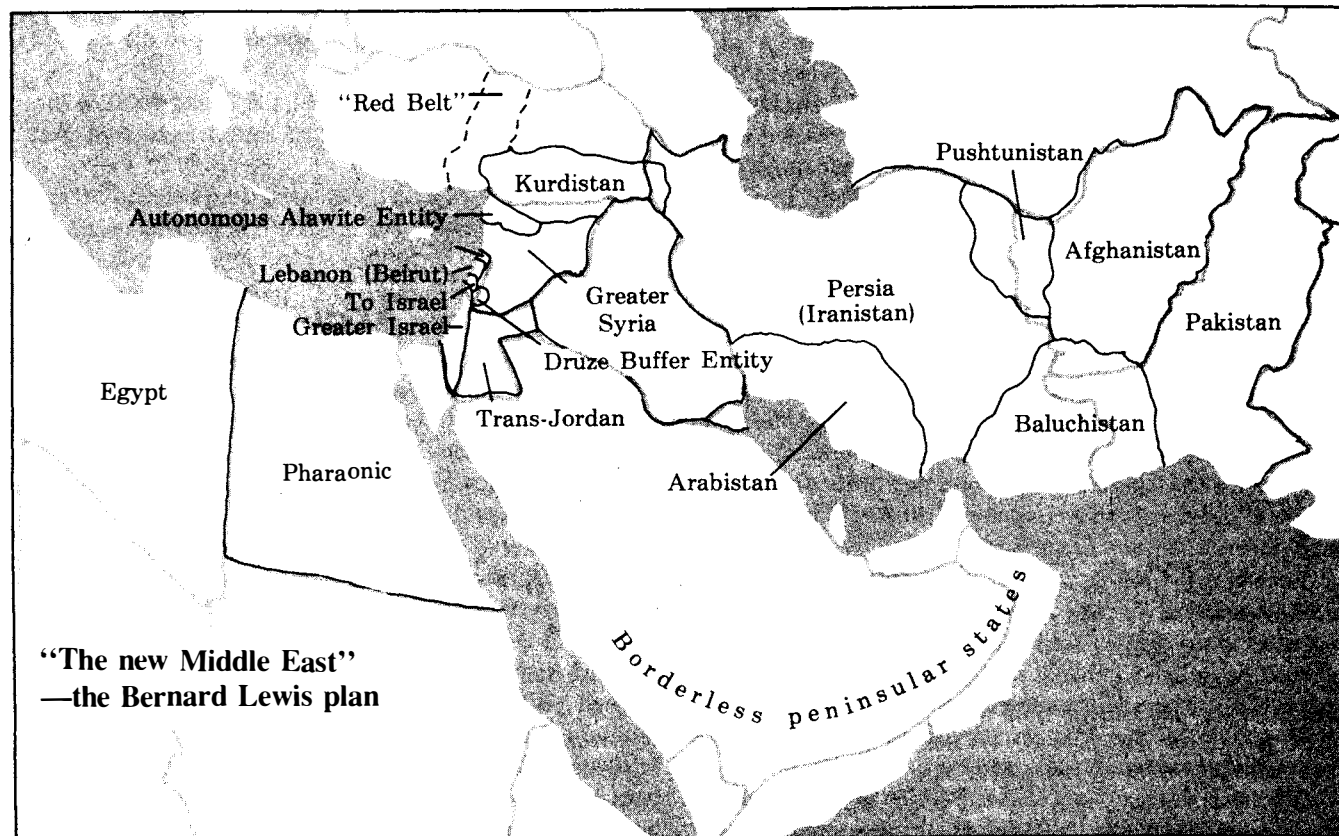 "Red Belt"
Pushtunistan
Kurdistan
Autonomous Alawite Entity
Afghanistan
Lebanon (Beirut)
To Israel
Greater Israel
Greater
Syria
Persia
(Iranistan)
Pakistan
Druze Buffer Entity
Egypt
Trans-Jordan
Baluchistan
Pharaonic
Arabistan
Borderless peninsular states
"The new Middle East"
—the Bernard Lewis plan